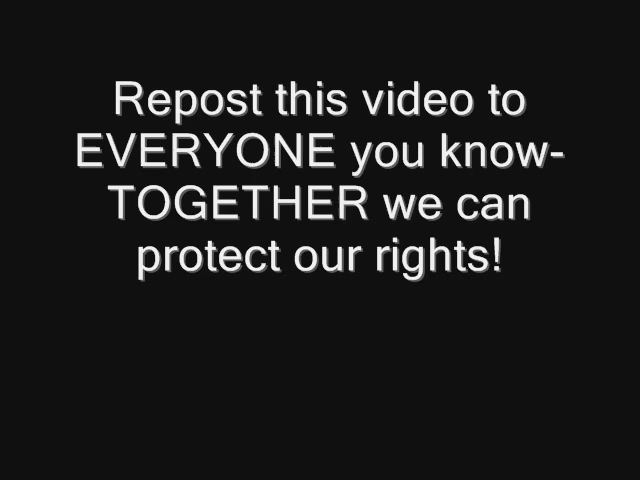 Repost this video to
EVERYONE you know-
TOGETHER we can
protect our rights!